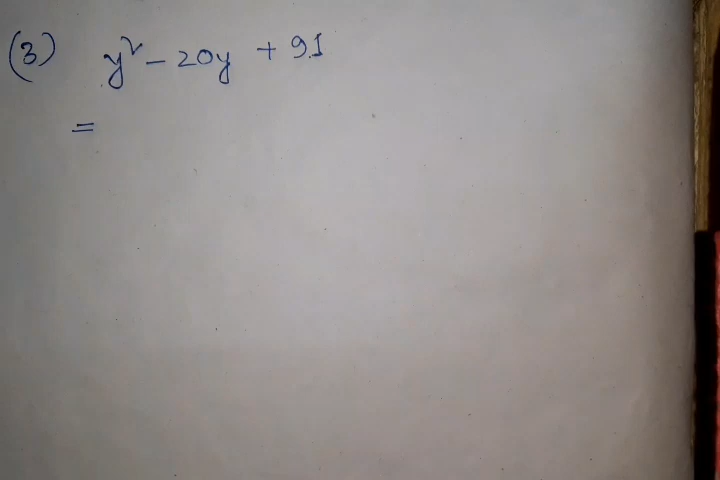 (3) y² - 20y + 91
=